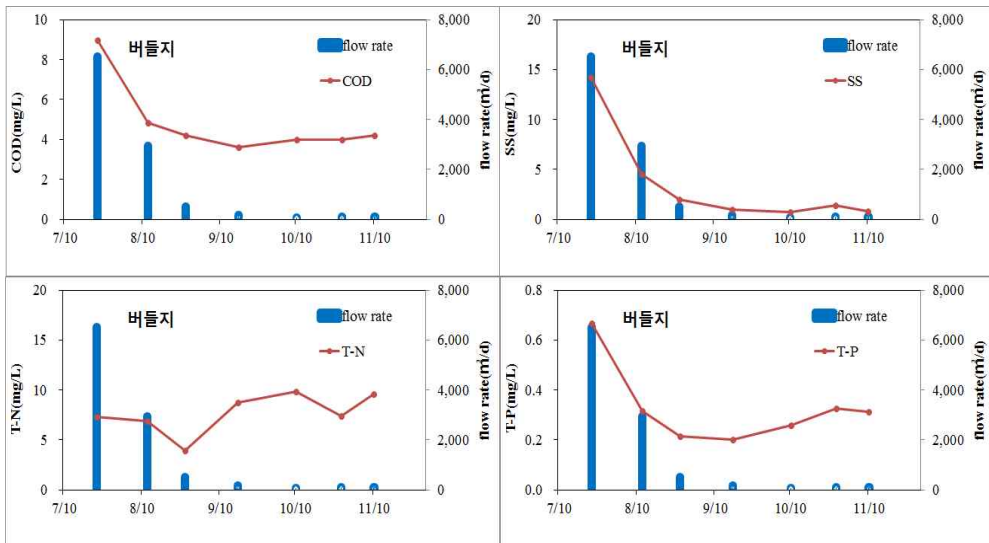 버들지
flow rate
COD
COD(mg/L)
10
8
6
4
2
0
8,000
6,000
4,000
2,000
0
flow rate(㎥/d)
7/10 8/10 9/10 10/10 11/10
버들지
flow rate
SS
SS(mg/L)
20
15
10
5
0
8,000
6,000
4,000
2,000
0
flow rate(㎥/d)
7/10 8/10 9/10 10/10 11/10
버들지
flow rate
T-N
T-N(mg/L)
20
15
10
5
0
8,000
6,000
4,000
2,000
0
flow rate(㎥/d)
7/10 8/10 9/10 10/10 11/10
버들지
flow rate
T-P
T-P(mg/L)
0.8
0.6
0.4
0.2
0.0
8,000
6,000
4,000
2,000
0
flow rate(㎥/d)
7/10 8/10 9/10 10/10 11/10